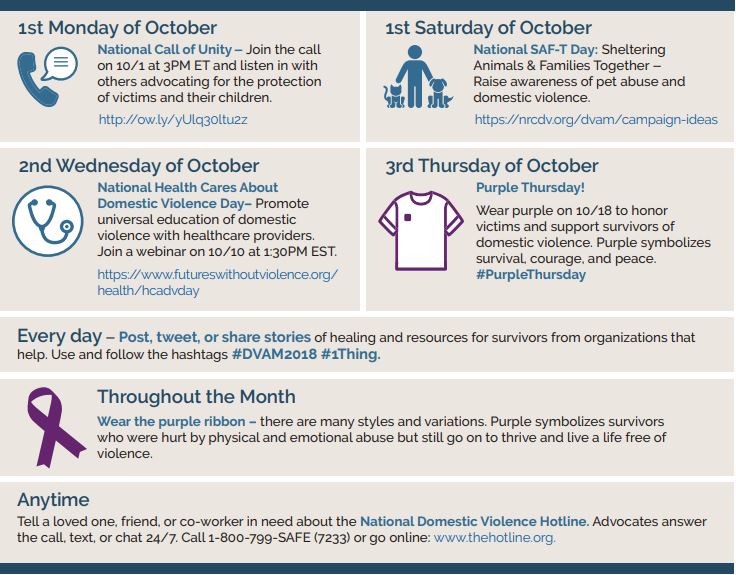 1st Monday of October
National Call of Unity – Join the call
on 10/1 at 3PM ET and listen in with
others advocating for the protection
of victims and their children.
http://ow.ly/yUlq30ltu2z
1st Saturday of October
National SAF-T Day: Sheltering
Animals & Families Together –
Raise awareness of pet abuse and
domestic violence.
https://nrcdv.org/dvam/campaign-ideas
2nd Wednesday of October
National Health Cares About
Domestic Violence Day– Promote
universal education of domestic
violence with healthcare providers.
Join a webinar on 10/10 at 1:30PM EST.
https://www.futureswithoutviolence.org/
health/hcadvday
3rd Thursday of October
Purple Thursday!
Wear purple on 10/18 to honor
victims and support survivors of
domestic violence. Purple symbolizes
survival, courage, and peace.
#PurpleThursday
Every day – Post, tweet, or share stories of healing and resources for survivors from organizations that
help. Use and follow the hashtags #DVAM2018 #1Thing.
Throughout the Month
Wear the purple ribbon – there are many styles and variations. Purple symbolizes survivors
who were hurt by physical and emotional abuse but still go on to thrive and live a life free of
violence.
Anytime
Tell a loved one, friend, or co-worker in need about the National Domestic Violence Hotline. Advocates answer
the call, text, or chat 24/7. Call 1-800-799-SAFE (7233) or go online: www.thehotline.org.